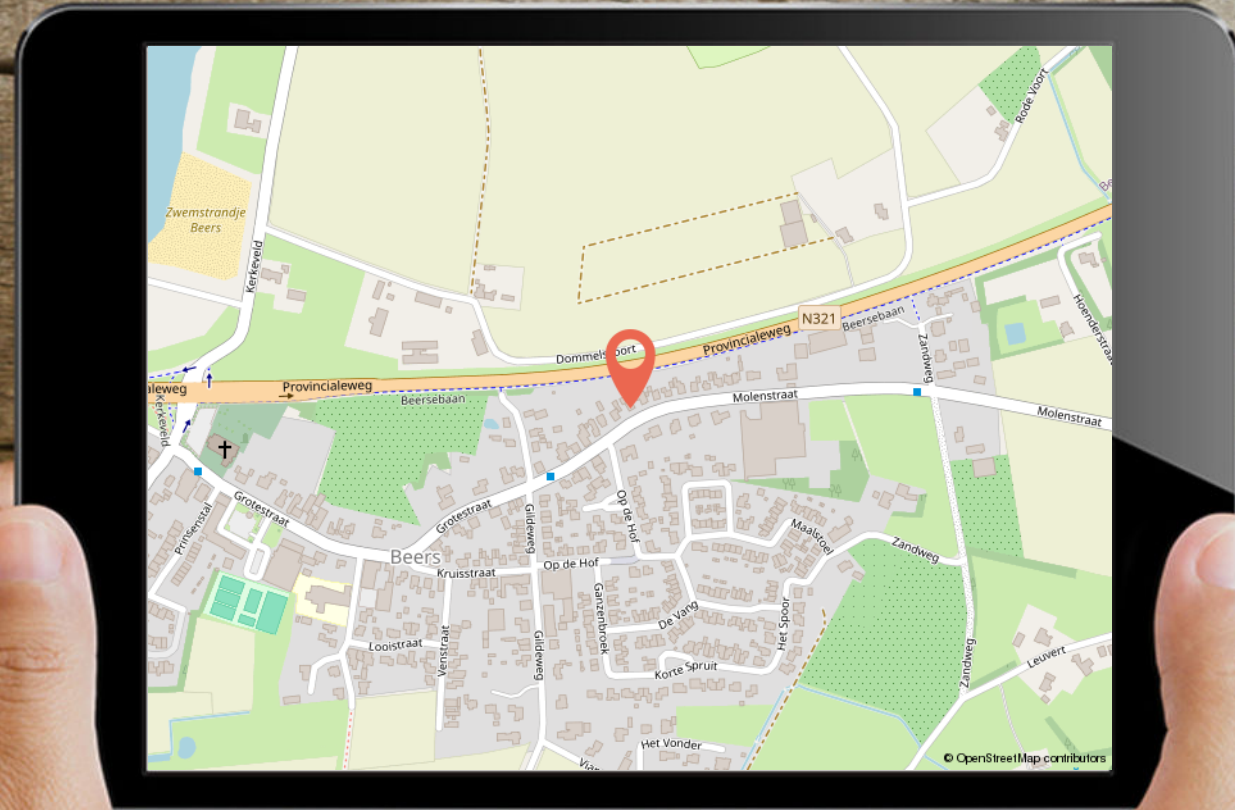 Rode Voort
Zwemstrandje
Beers
Kerkeveld
N321
Beersebaan
Provincialeweg
Hoenderstraat
Zandweg
Provincialeweg
aleweg
Beersebaan
Kerkeveld
Molenstraat
Molenstraat
Grotestraat
Grotestraat
Prinsenstal
Gildeweg
Op de Hof
Maalstoel
Zandweg
Beers
Kruisstraat
Op de Hof
Ganzenbroek
De Vang
Het Spoor
Looistraat
Venstraat
Gildeweg
Korte Spruit
Zandweg
Leuvert
Het Vonder
© OpenStreetMap contributors